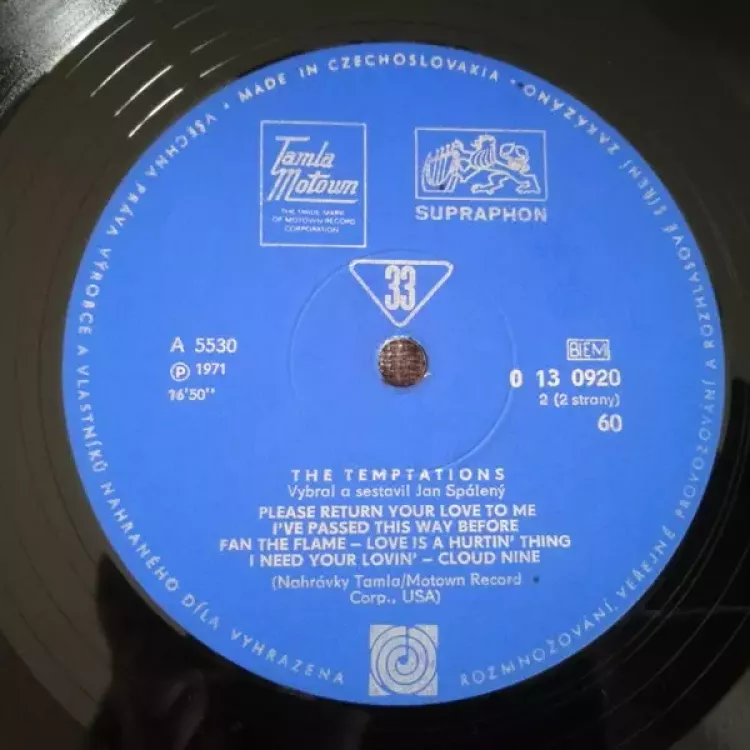 VŠECHNA PRÁVA VÝROBCE A VLASTNÍKŮ NAHRANÉHO DÍLA VYHRAZENA
• MADE IN CZECHOSLOVAKIA •
ROZMNOŽOVÁNÍ, VEŘEJNÉ PROVOZOVÁNÍ A ROZHLASOVÉ ŠÍŘENÍ ZAKÁZÁNO
Tamla
Motown
THE TRADE MARK
OF MOTOWN RECORD
CORPORATION
SUPRAPHON
33
A 5530
Ⓟ 1971
16'50''
BIEM
0 13 0920
2 (2 strany)
60
THE TEMPTATIONS
Vybral a sestavil Jan Spálený
PLEASE RETURN YOUR LOVE TO ME
I'VE PASSED THIS WAY BEFORE
FAN THE FLAME – LOVE IS A HURTIN' THING
I NEED YOUR LOVIN' – CLOUD NINE
(Nahrávky Tamla/Motown Record
Corp., USA)